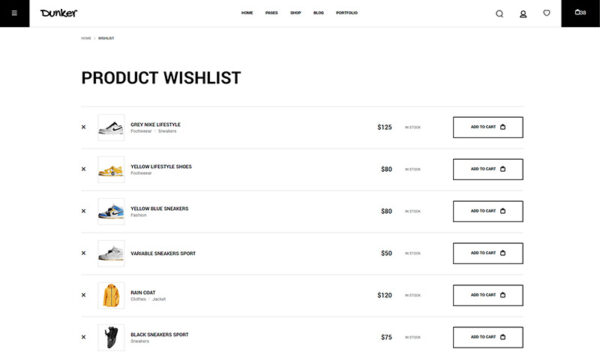 Dunker
HOME PAGES SHOP BLOG PORTFOLIO
HOME WISHLIST
PRODUCT WISHLIST
GREY NIKE LIFESTYLE
Footwear Sneakers
$125 IN STOCK ADD TO CART
YELLOW LIFESTYLE SHOES
Footwear
$80 IN STOCK ADD TO CART
YELLOW BLUE SNEAKERS
Fashion
$80 IN STOCK ADD TO CART
VARIABLE SNEAKERS SPORT
$50 IN STOCK ADD TO CART
RAIN COAT
Clothes Jacket
$120 IN STOCK ADD TO CART
BLACK SNEAKERS SPORT
Sneakers
$75 IN STOCK ADD TO CART